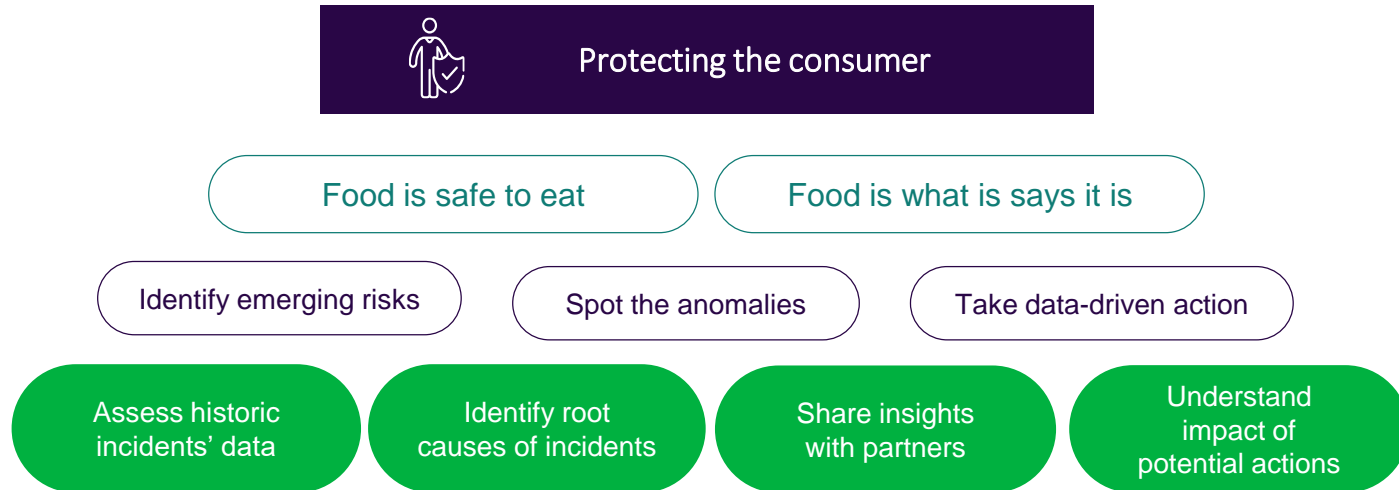 Protecting the consumer
Food is safe to eat
Food is what is says it is
Identify emerging risks
Spot the anomalies
Take data-driven action
Assess historic
incidents’ data
Identify root
causes of incidents
Share insights
with partners
Understand
impact of
potential actions